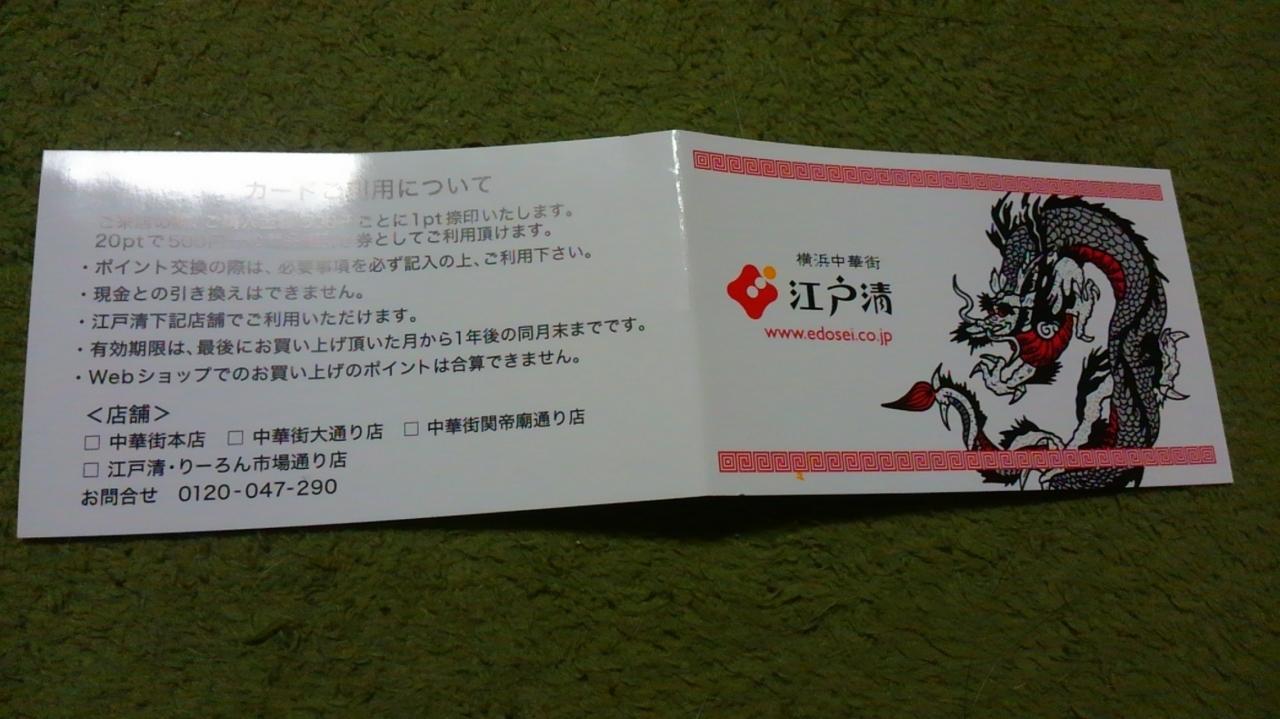 カードご利用について
ごとに1pt捺印いたします。
20ptで500円 券としてご利用頂けます。
・ポイント交換の際は、必要事項を必ず記入の上、ご利用下さい。
・現金との引き換えはできません。
・江戸清下記店舗でご利用いただけます。
・有効期限は、最後にお買い上げ頂いた月から1年後の同月末までです。
・Webショップでのお買い上げのポイントは合算できません。
＜店舗＞
□ 中華街本店 □ 中華街大通り店 □ 中華街関帝廟通り店
□ 江戸清・りーろん市場通り店
お問合せ 0120-047-290
横浜中華街
江戸清
www.edosei.co.jp